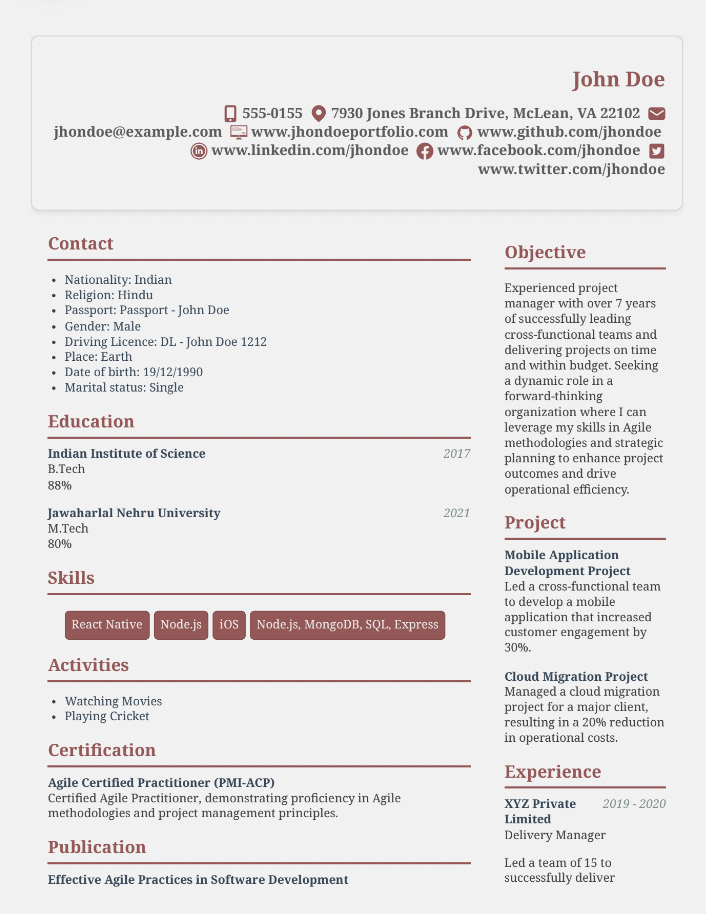 John Doe
555-0155 7930 Jones Branch Drive, McLean, VA 22102
jhondoe@example.com www.jhondoeportfolio.com www.github.com/jhondoe
www.linkedin.com/jhondoe www.facebook.com/jhondoe
www.twitter.com/jhondoe
Contact
• Nationality: Indian
• Religion: Hindu
• Passport: Passport - John Doe
• Gender: Male
• Driving Licence: DL - John Doe 1212
• Place: Earth
• Date of birth: 19/12/1990
• Marital status: Single
Education
Indian Institute of Science 2017
B.Tech
88%
Jawaharlal Nehru University 2021
M.Tech
80%
Skills
React Native Node.js iOS Node.js, MongoDB, SQL, Express
Activities
• Watching Movies
• Playing Cricket
Certification
Agile Certified Practitioner (PMI-ACP)
Certified Agile Practitioner, demonstrating proficiency in Agile
methodologies and project management principles.
Publication
Effective Agile Practices in Software Development
Objective
Experienced project
manager with over 7 years
of successfully leading
cross-functional teams and
delivering projects on time
and within budget. Seeking
a dynamic role in a
forward-thinking
organization where I can
leverage my skills in Agile
methodologies and strategic
planning to enhance project
outcomes and drive
operational efficiency.
Project
Mobile Application
Development Project
Led a cross-functional team
to develop a mobile
application that increased
customer engagement by
30%.
Cloud Migration Project
Managed a cloud migration
project for a major client,
resulting in a 20% reduction
in operational costs.
Experience
XYZ Private 2019 - 2020
Limited
Delivery Manager
Led a team of 15 to
successfully deliver